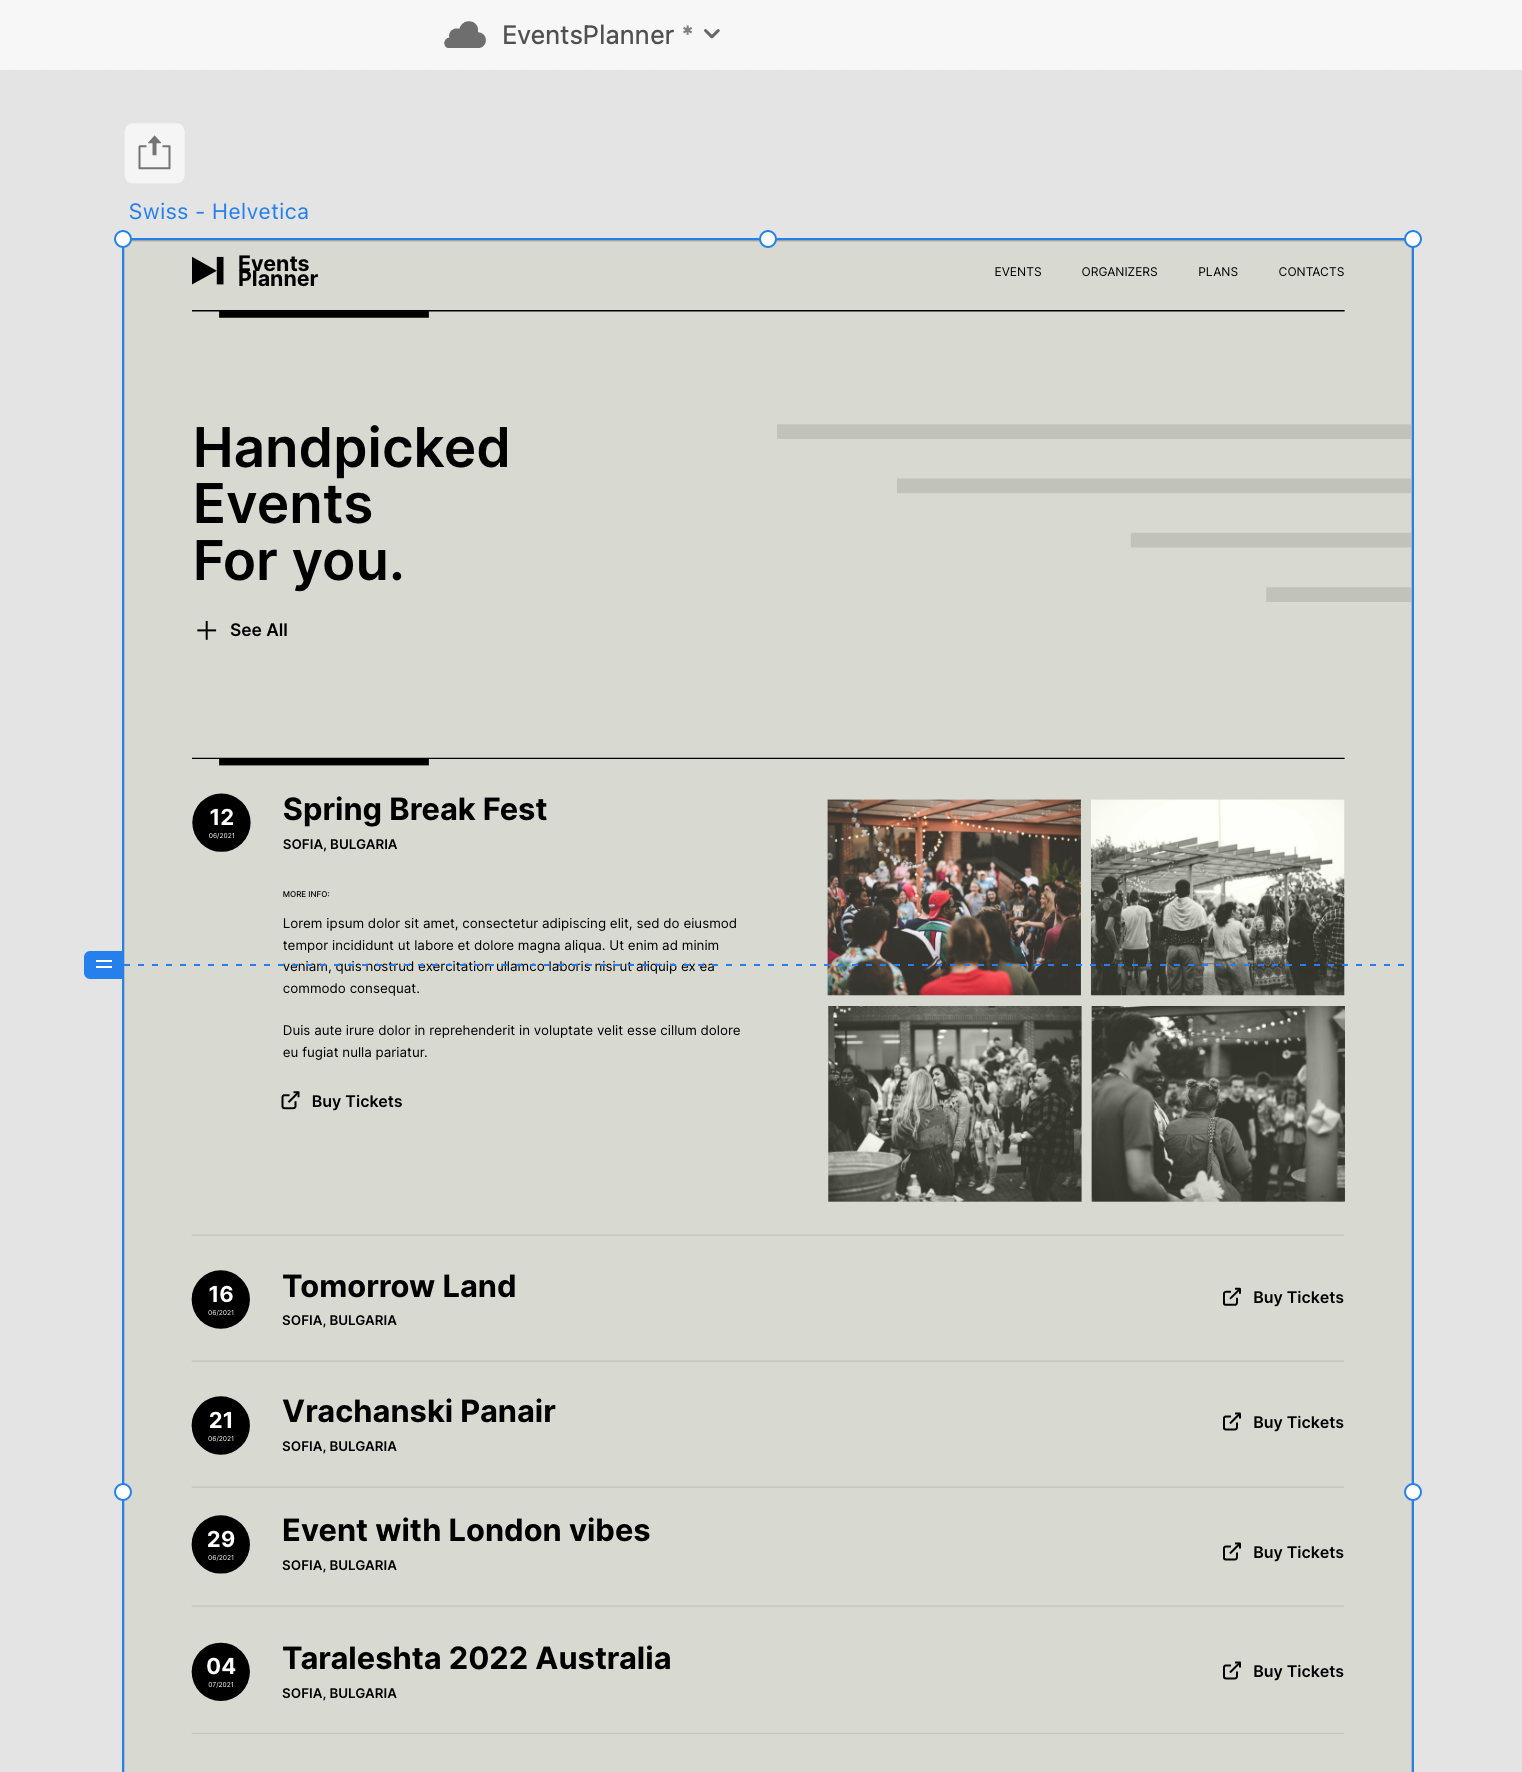 EventsPlanner *
Swiss - Helvetica
Events
Planner
EVENTS
ORGANIZERS
PLANS
CONTACTS
Handpicked
Events
For you.
See All
12
06/2021
Spring Break Fest
SOFIA, BULGARIA
MORE INFO:
Lorem ipsum dolor sit amet, consectetur adipiscing elit, sed do eiusmod
tempor incididunt ut labore et dolore magna aliqua. Ut enim ad minim
veniam, quis nostrud exercitation ullamco laboris nisi ut aliquip ex ea
commodo consequat.
Duis aute irure dolor in reprehenderit in voluptate velit esse cillum dolore
eu fugiat nulla pariatur.
Buy Tickets
16
06/2021
Tomorrow Land
SOFIA, BULGARIA
Buy Tickets
21
06/2021
Vrachanski Panair
SOFIA, BULGARIA
Buy Tickets
29
06/2021
Event with London vibes
SOFIA, BULGARIA
Buy Tickets
04
07/2021
Taraleshta 2022 Australia
SOFIA, BULGARIA
Buy Tickets